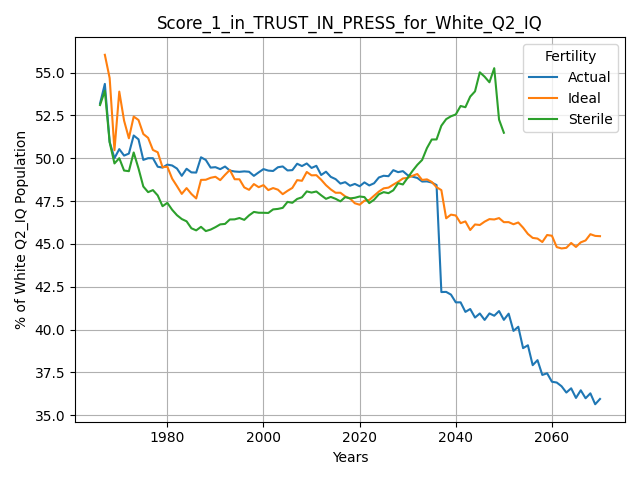 Score_1_in_TRUST_IN_PRESS_for_White_Q2_IQ
Fertility
Actual
Ideal
Sterile
% of White Q2_IQ Population
55.0
52.5
50.0
47.5
45.0
42.5
40.0
37.5
35.0
1980
2000
2020
2040
2060
Years